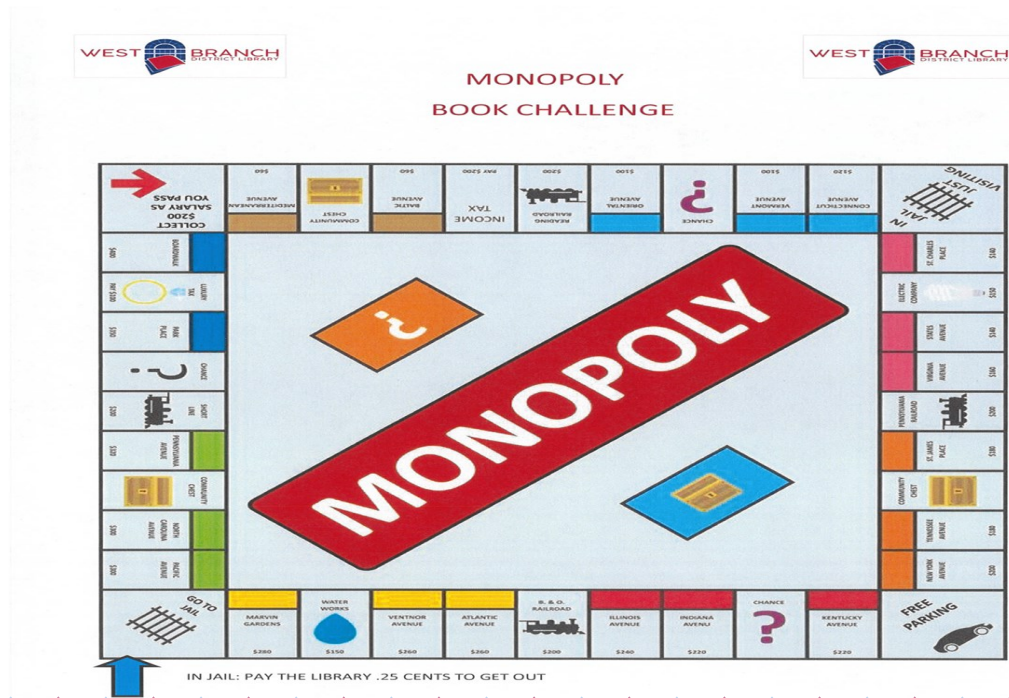 WEST BRANCH
DISTRICT LIBRARY
WEST BRANCH
DISTRICT LIBRARY
MONOPOLY
BOOK CHALLENGE
COLLECT
$200
SALARY AS
YOU PASS
MEDITERRANEAN
AVENUE
$60
COMMUNITY
CHEST
BALTIC
AVENUE
$60
INCOME
TAX
PAY $200
READING
RAILROAD
$200
ORIENTAL
AVENUE
$100
CHANCE
?
VERMONT
AVENUE
$100
CONNECTICUT
AVENUE
$120
IN
JAIL
JUST
VISITING
BOARDWALK
$400
LUXURY
TAX
PAY $100
PARK
PLACE
$350
CHANCE
?
SHORT
LINE
$200
PENNSYLVANIA
AVENUE
$320
COMMUNITY
CHEST
NORTH
CAROLINA
AVENUE
$300
PACIFIC
AVENUE
$300
?
MONOPOLY
ST. CHARLES
PLACE
$140
ELECTRIC
COMPANY
$150
STATES
AVENUE
$140
VIRGINIA
AVENUE
$160
PENNSYLVANIA
RAILROAD
$200
ST. JAMES
PLACE
$180
COMMUNITY
CHEST
TENNESSEE
AVENUE
$180
NEW YORK
AVENUE
$200
GO TO
JAIL
MARVIN
GARDENS
$280
WATER
WORKS
$150
VENTNOR
AVENUE
$260
ATLANTIC
AVENUE
$260
B. & O.
RAILROAD
$200
ILLINOIS
AVENUE
$240
INDIANA
AVENU
$220
CHANCE
?
KENTUCKY
AVENUE
$220
FREE
PARKING
IN JAIL: PAY THE LIBRARY .25 CENTS TO GET OUT